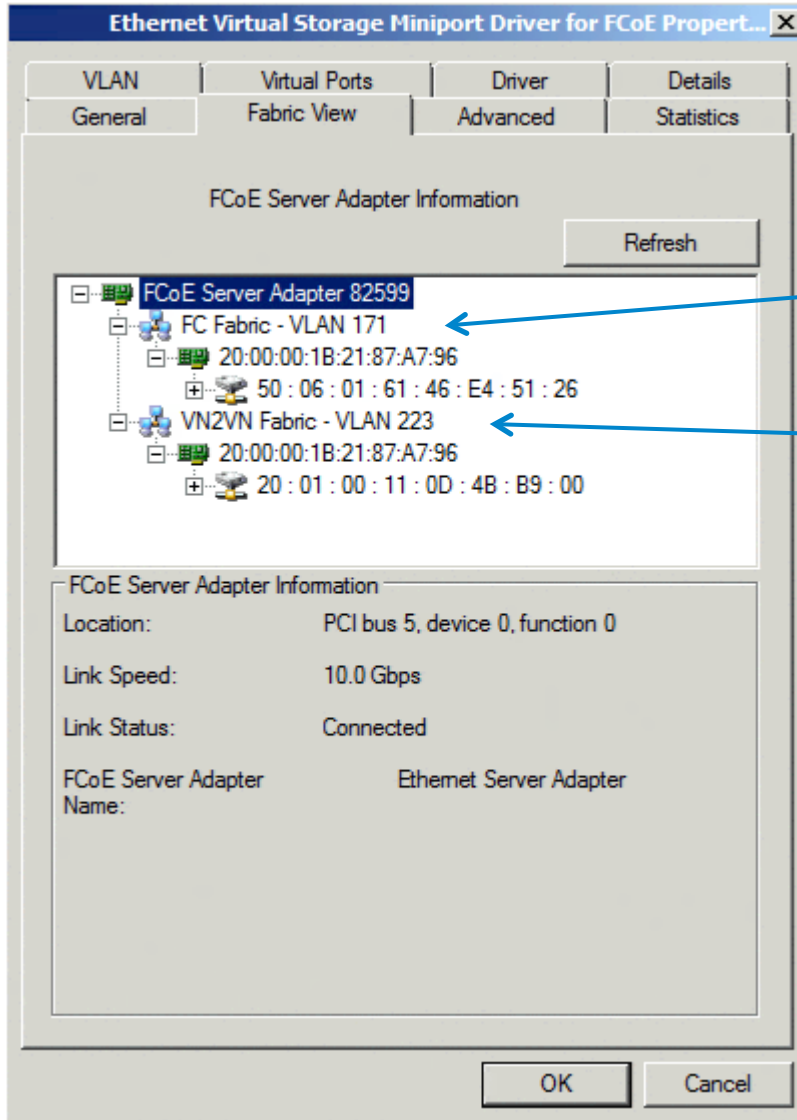 Ethernet Virtual Storage Miniport Driver for FCoE Propert...
VLAN Virtual Ports Driver Details
General Fabric View Advanced Statistics
FCoE Server Adapter Information
Refresh
FCoE Server Adapter 82599
FC Fabric - VLAN 171
20:00:00:1B:21:87:A7:96
50 : 06 : 01 : 61 : 46 : E4 : 51 : 26
VN2VN Fabric - VLAN 223
20:00:00:1B:21:87:A7:96
20 : 01 : 00 : 11 : 0D : 4B : B9 : 00
FCoE Server Adapter Information
Location: PCI bus 5, device 0, function 0
Link Speed: 10.0 Gbps
Link Status: Connected
FCoE Server Adapter Ethernet Server Adapter
Name:
OK Cancel